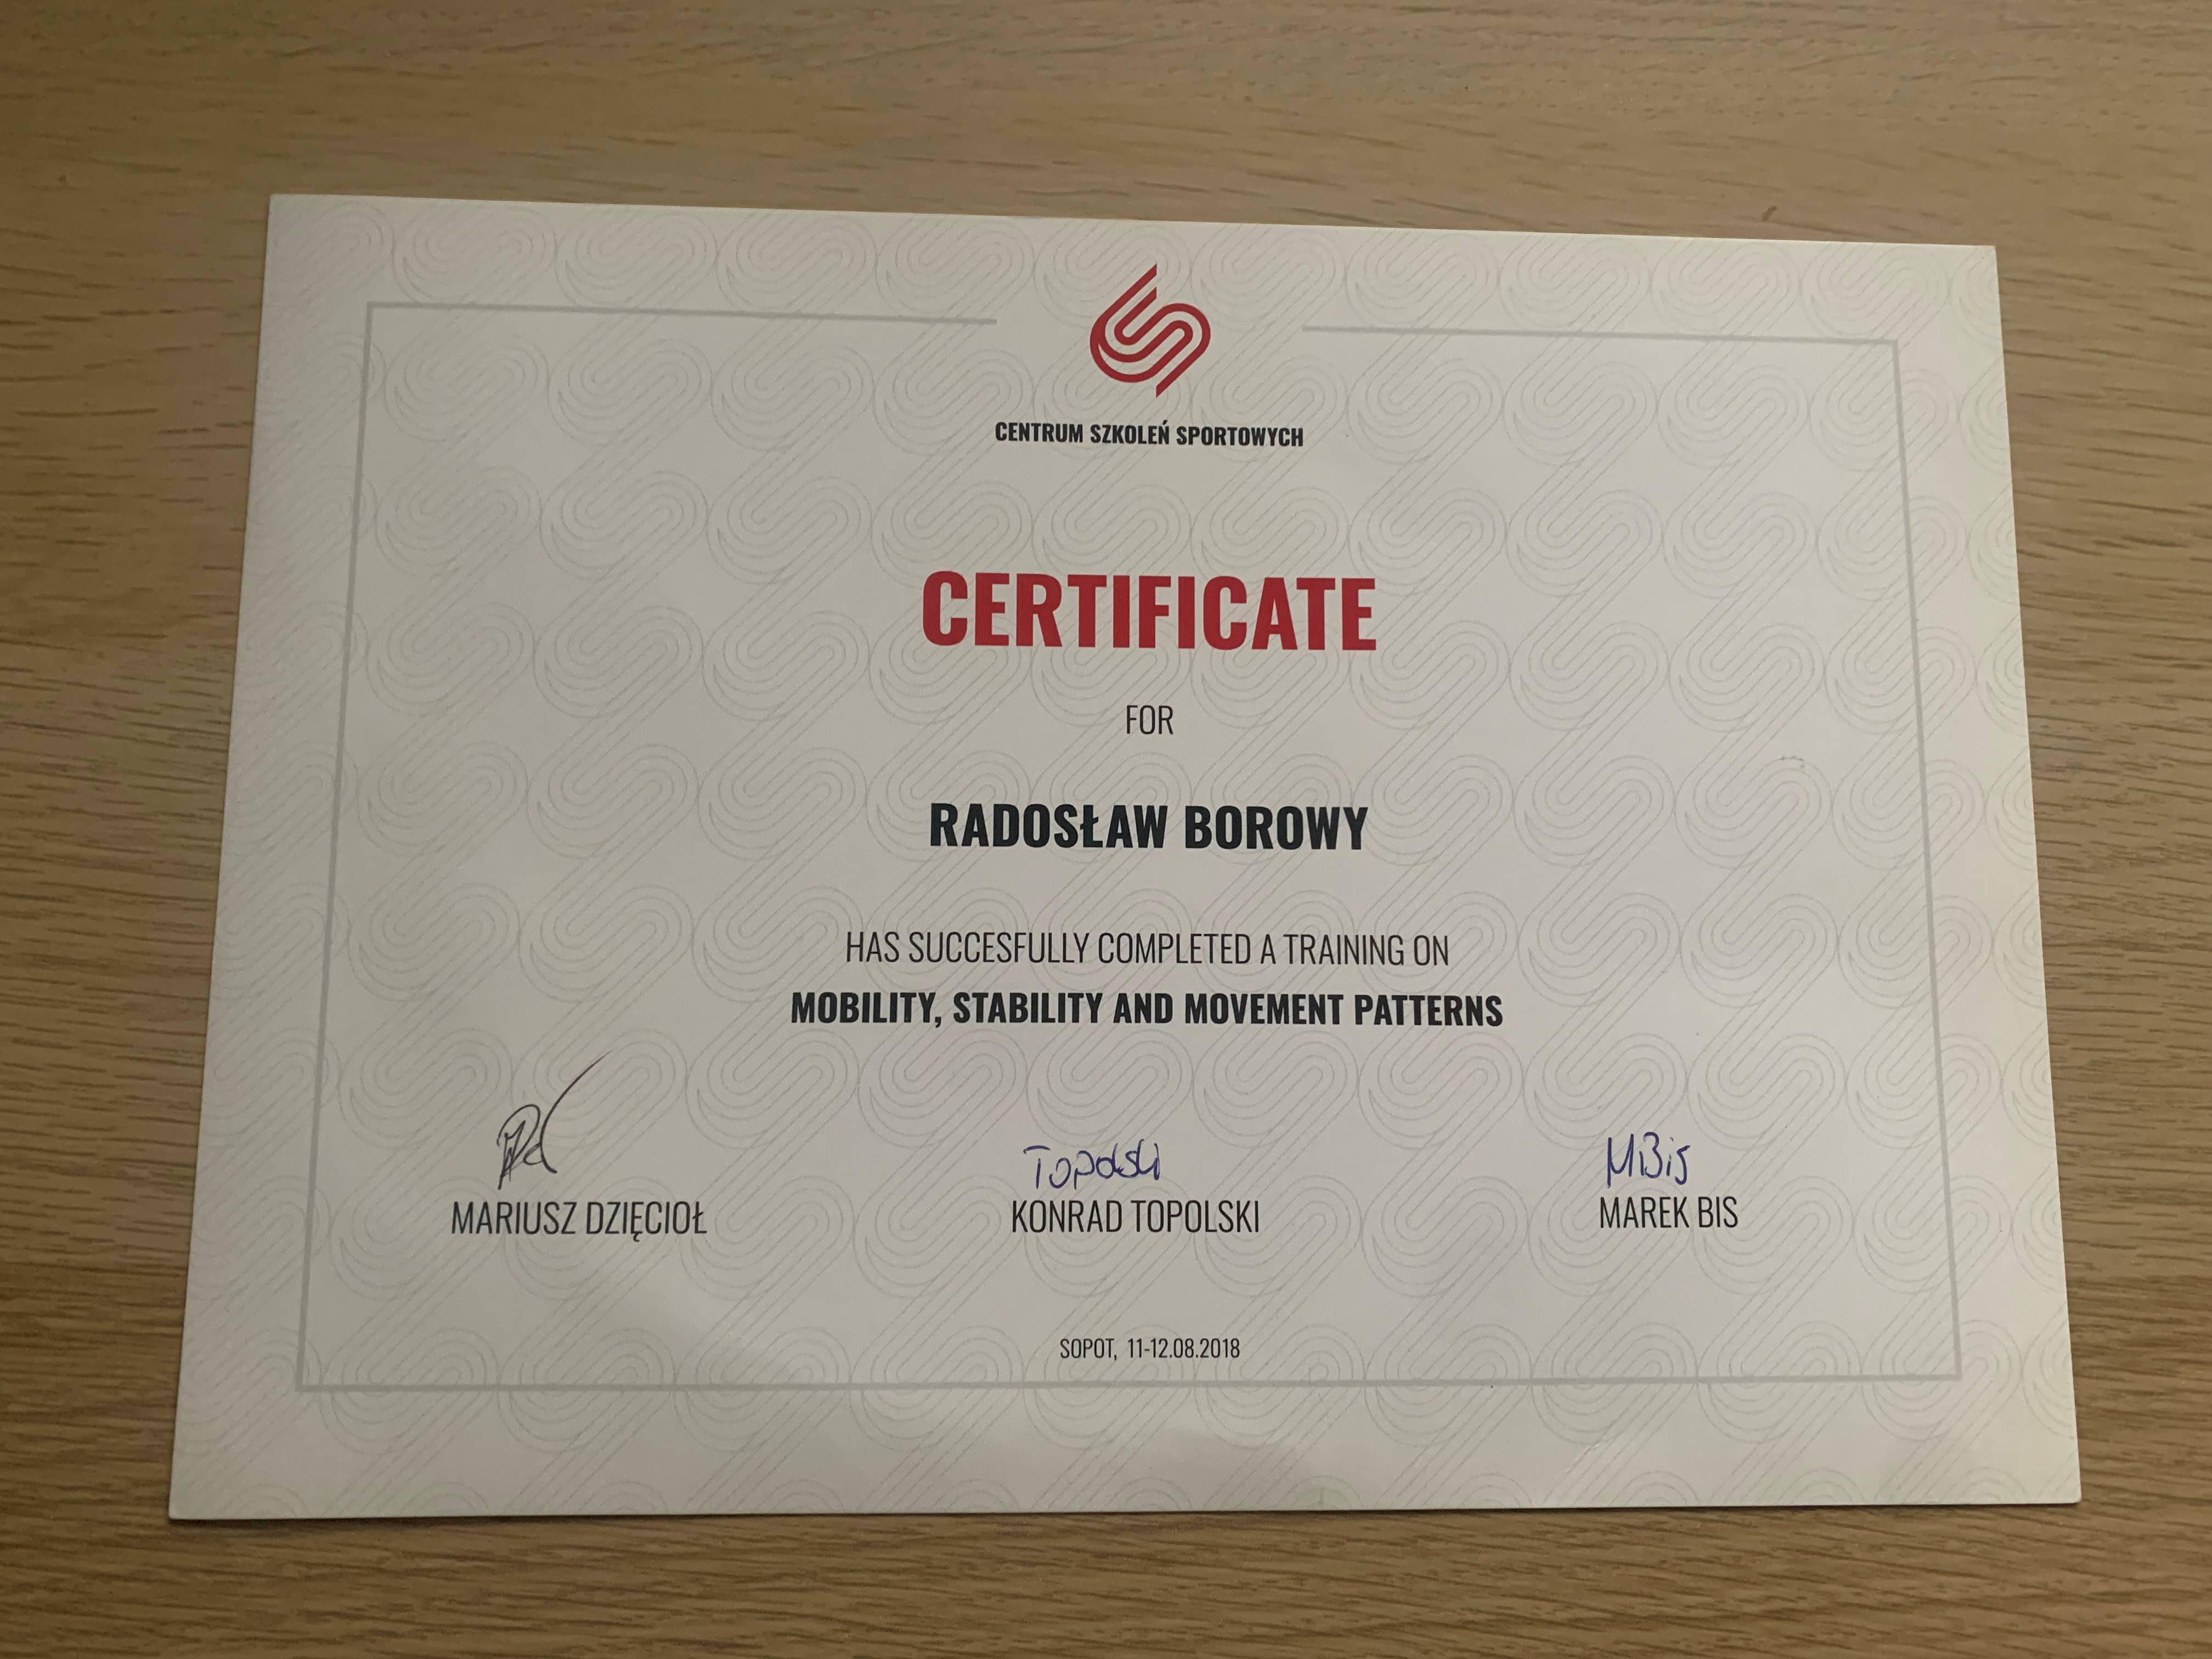 CENTRUM SZKOLEŃ SPORTOWYCH
CERTIFICATE
FOR
RADOSŁAW BOROWY
HAS SUCCESFULLY COMPLETED A TRAINING ON
MOBILITY, STABILITY AND MOVEMENT PATTERNS
Topolski MBis
MARIUSZ DZIĘCIOŁ KONRAD TOPOLSKI MAREK BIS
SOPOT, 11-12.08.2018